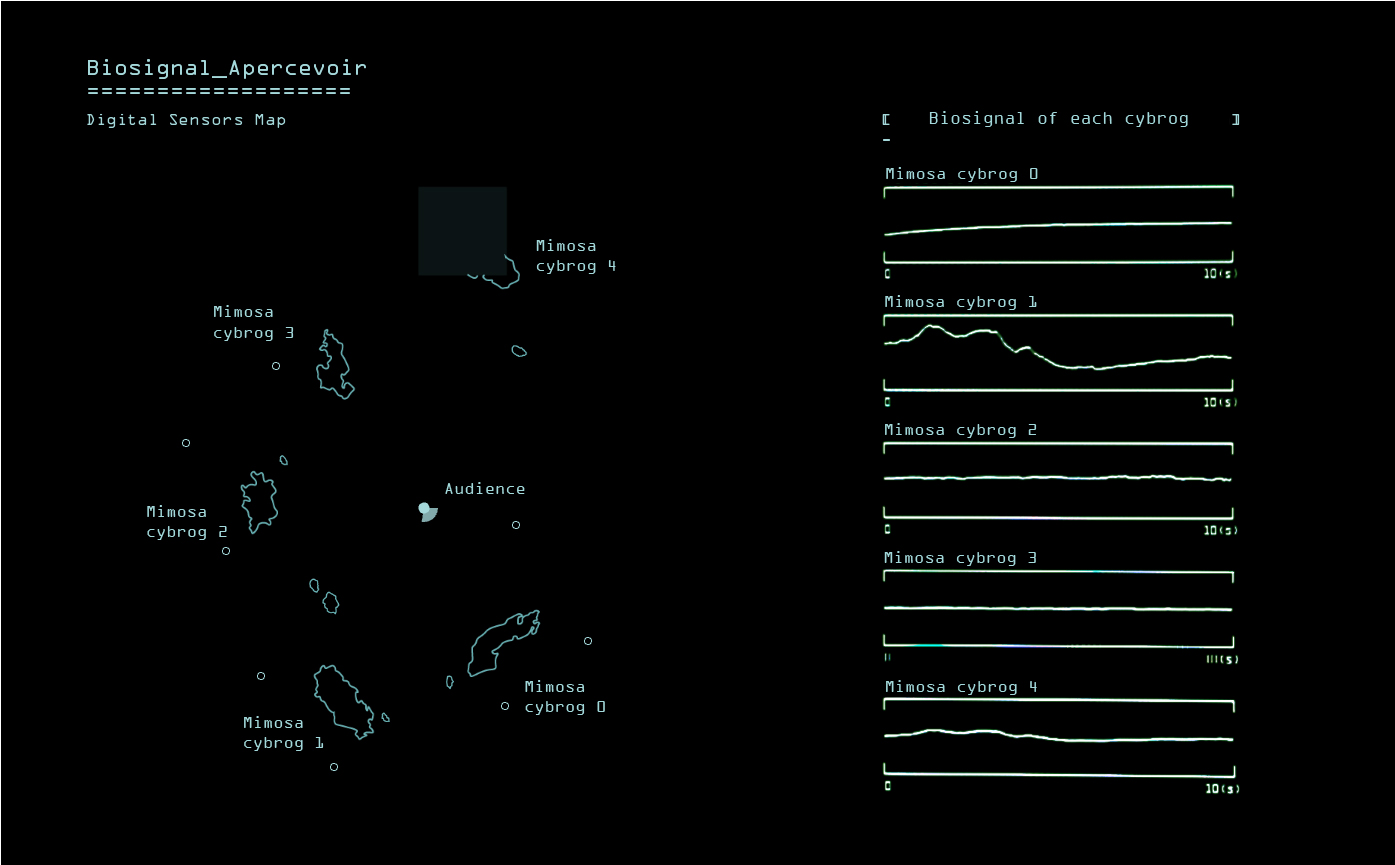 Biosignal_Apercevoir
===================
Digital Sensors Map
Mimosa
cybrog 4
Mimosa
cybrog 3
Audience
Mimosa
cybrog 2
Mimosa
cybrog 0
Mimosa
cybrog 1
[ Biosignal of each cybrog ]
-
Mimosa cybrog 0
0 10(s)
Mimosa cybrog 1
0 10(s)
Mimosa cybrog 2
0 10(s)
Mimosa cybrog 3
(s)
Mimosa cybrog 4
0 10(s)